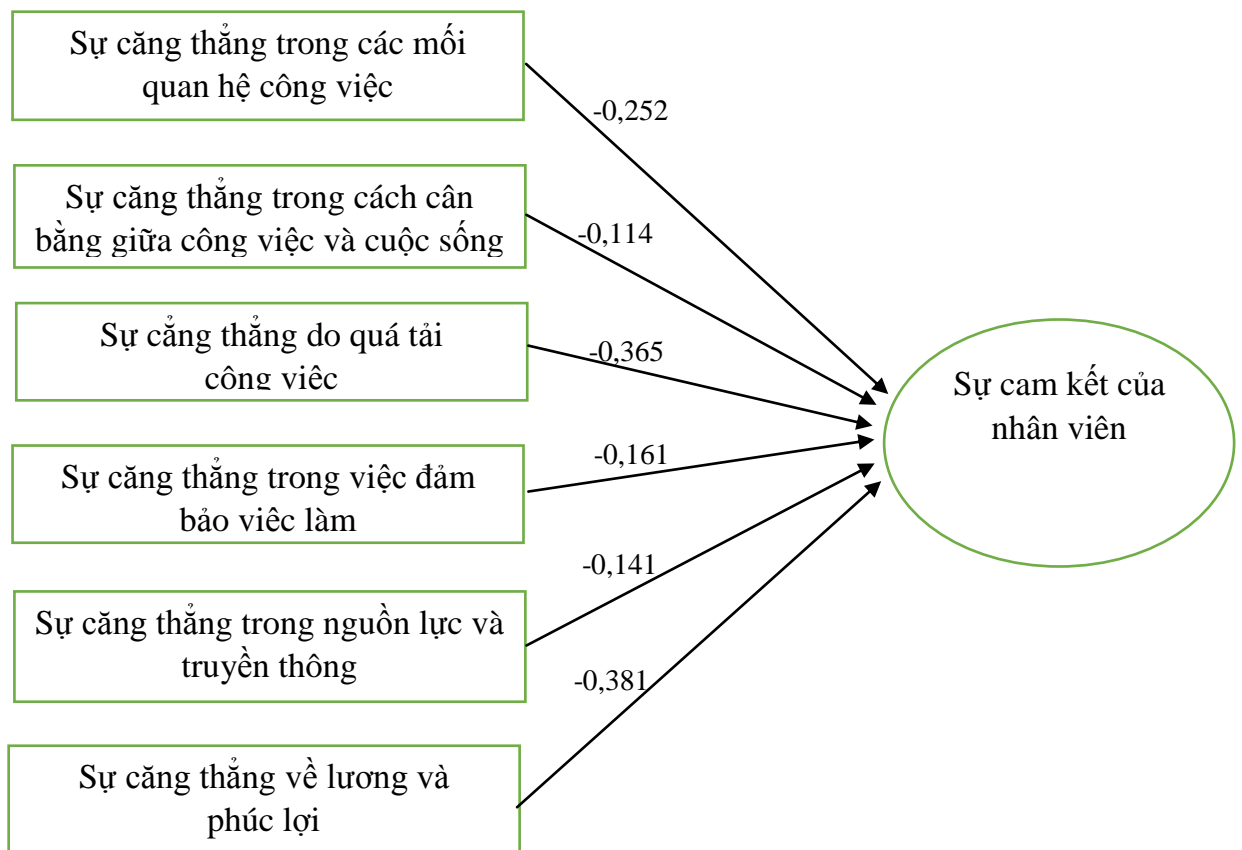 Sự căng thẳng trong các mối
quan hệ công việc
-0,252
Sự căng thẳng trong cách cân
bằng giữa công việc và cuộc sống
-0,114
Sự cẳng thẳng do quá tải
công viêc
-0,365
Sự cam kết của
nhân viên
Sự căng thẳng trong việc đảm
bảo viêc làm
-0,161
-0,141
Sự căng thẳng trong nguồn lực và
truyền thông
-0,381
Sự căng thẳng về lương và
phúc lợi